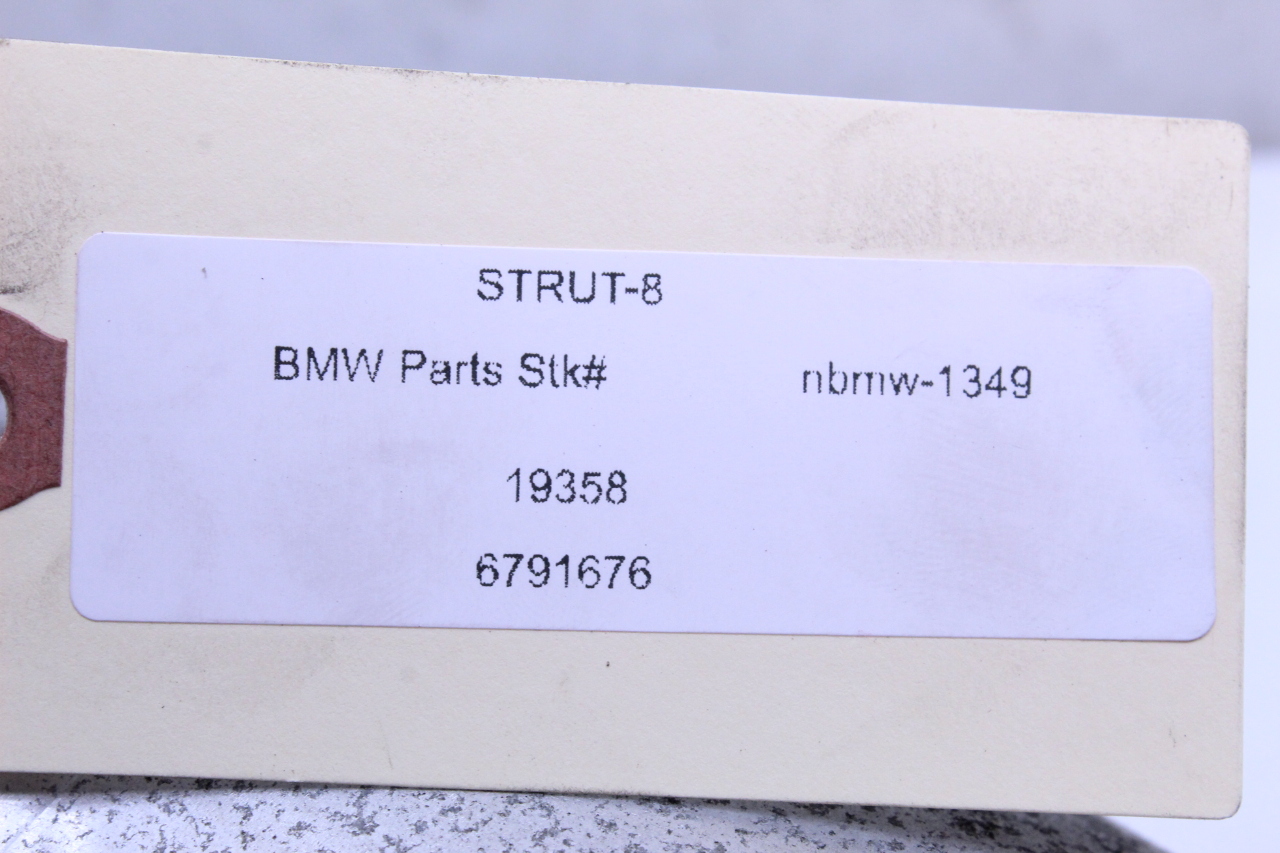 STRUT-8
BMW Parts Stk# nbmw-1349
19358
6791676